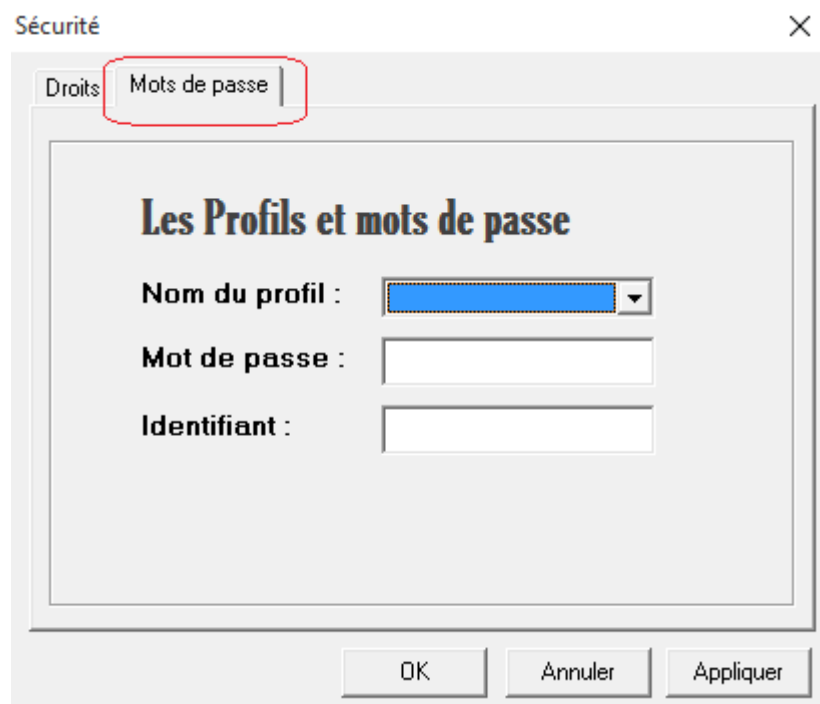 Sécurité
Droits
Mots de passe
Les Profils et mots de passe
Nom du profil :
Mot de passe :
Identifiant :
OK
Annuler
Appliquer